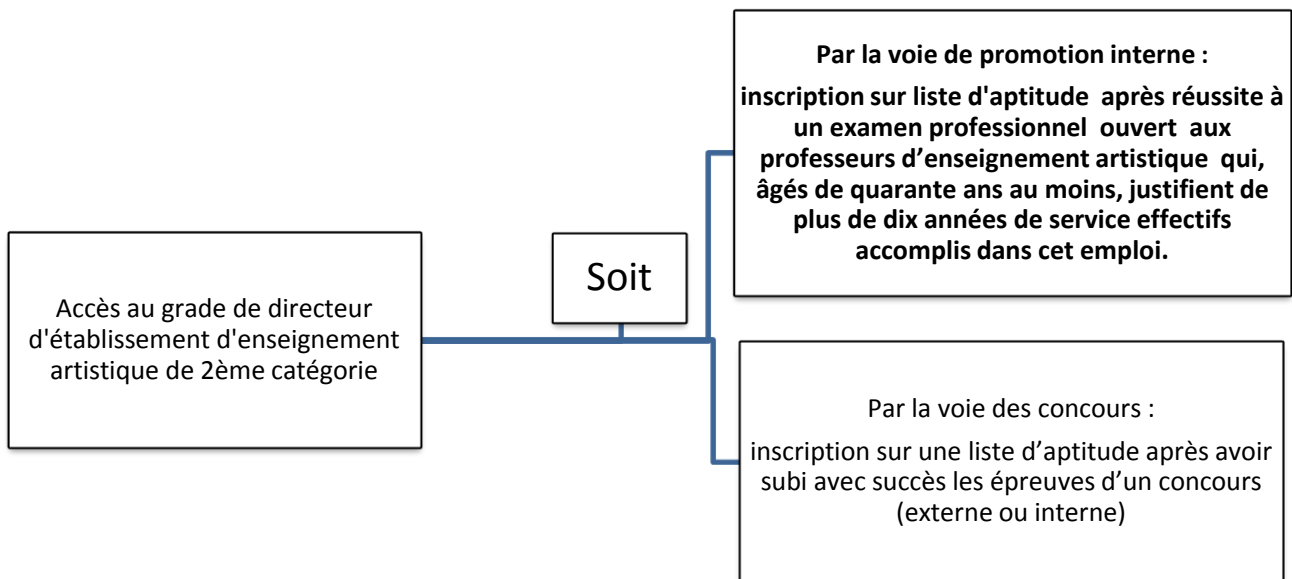 Accès au grade de directeur
d'établissement d'enseignement
artistique de 2ème catégorie
Soit
Par la voie de promotion interne :
inscription sur liste d'aptitude après réussite à
un examen professionnel ouvert aux
professeurs d’enseignement artistique qui,
âgés de quarante ans au moins, justifient de
plus de dix années de service effectifs
accomplis dans cet emploi.
Par la voie des concours :
inscription sur une liste d’aptitude après avoir
subi avec succès les épreuves d’un concours
(externe ou interne)